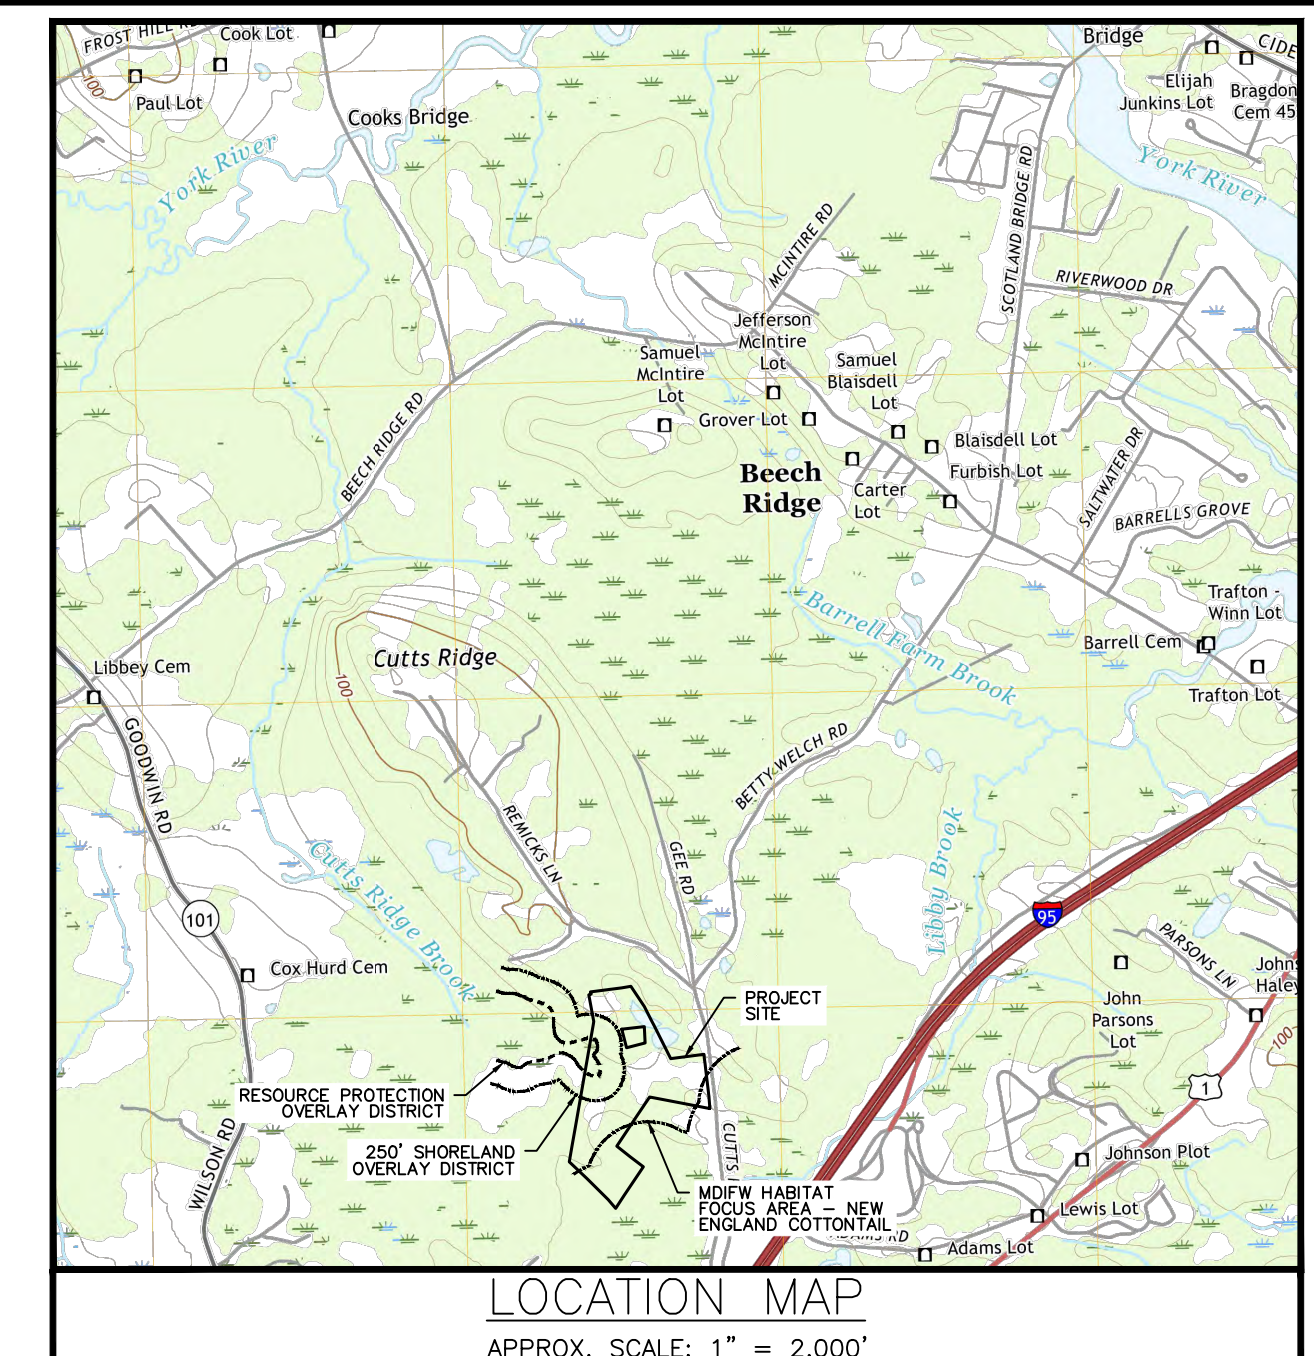 FROST HILL RD
Cook Lot
Bridge
CIDE
100
Paul Lot
Elijah
Junkins Lot
Bragdon
Cem 45
Cooks Bridge
York River
York River
SCOTLAND BRIDGE RD
MCINTIRE RD
RIVERWOOD DR
Jefferson
McIntire
Lot
Samuel
McIntire
Lot
Samuel
Blaisdell
Lot
Grover Lot
BEECH RIDGE RD
Blaisdell Lot
Beech
Ridge
Furbish Lot
Carter
Lot
SALTWATER DR
BARRELLS GROVE
Trafton -
Winn Lot
Barrell Farm Brook
Barrell Cem
Cutts Ridge
Libbey Cem
100
Trafton Lot
GOODWIN RD
BETTY WELCH RD
REMICKS LN
GEE RD
Libby Brook
Cutts Ridge Brook
101
95
PARSONS LN
Cox Hurd Cem
Johns
Haley
PROJECT
SITE
John
Parsons
Lot
100
1
RESOURCE PROTECTION
OVERLAY DISTRICT
250' SHORELAND
OVERLAY DISTRICT
WILSON RD
CUTTS
Johnson Plot
MDIFW HABITAT
FOCUS AREA – NEW
ENGLAND COTTONTAIL
Lewis Lot
ADAMS RD
Adams Lot
LOCATION MAP
APPROX. SCALE: 1" = 2,000'